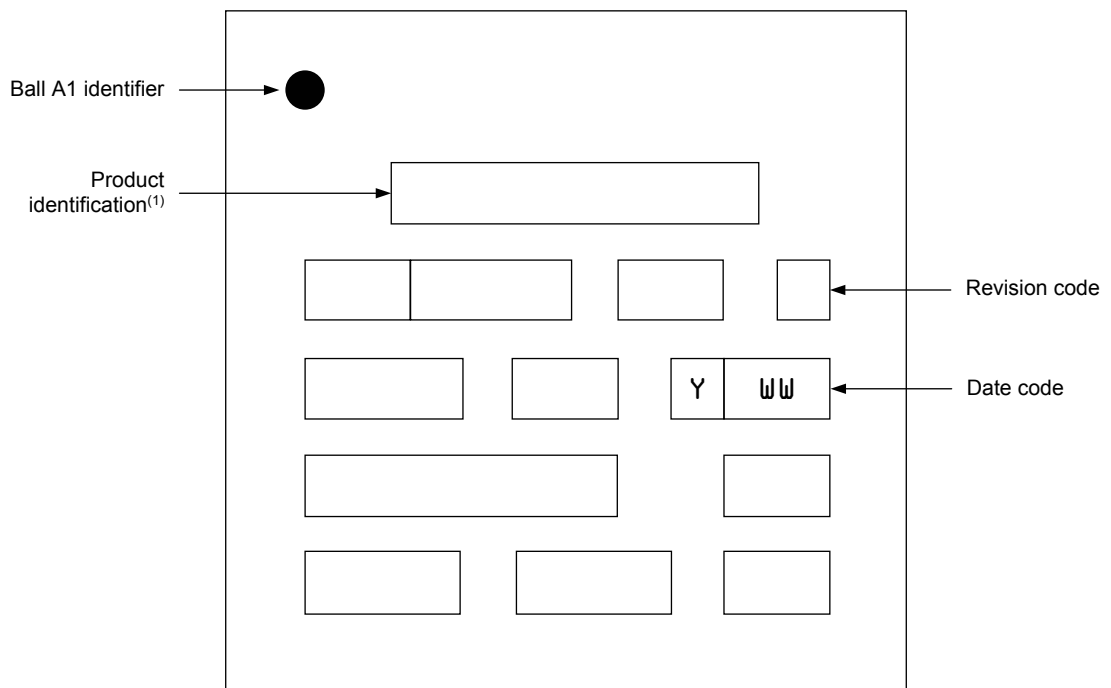 Ball A1 identifier
Product
identification(1)
Revision code
Y WW
Date code